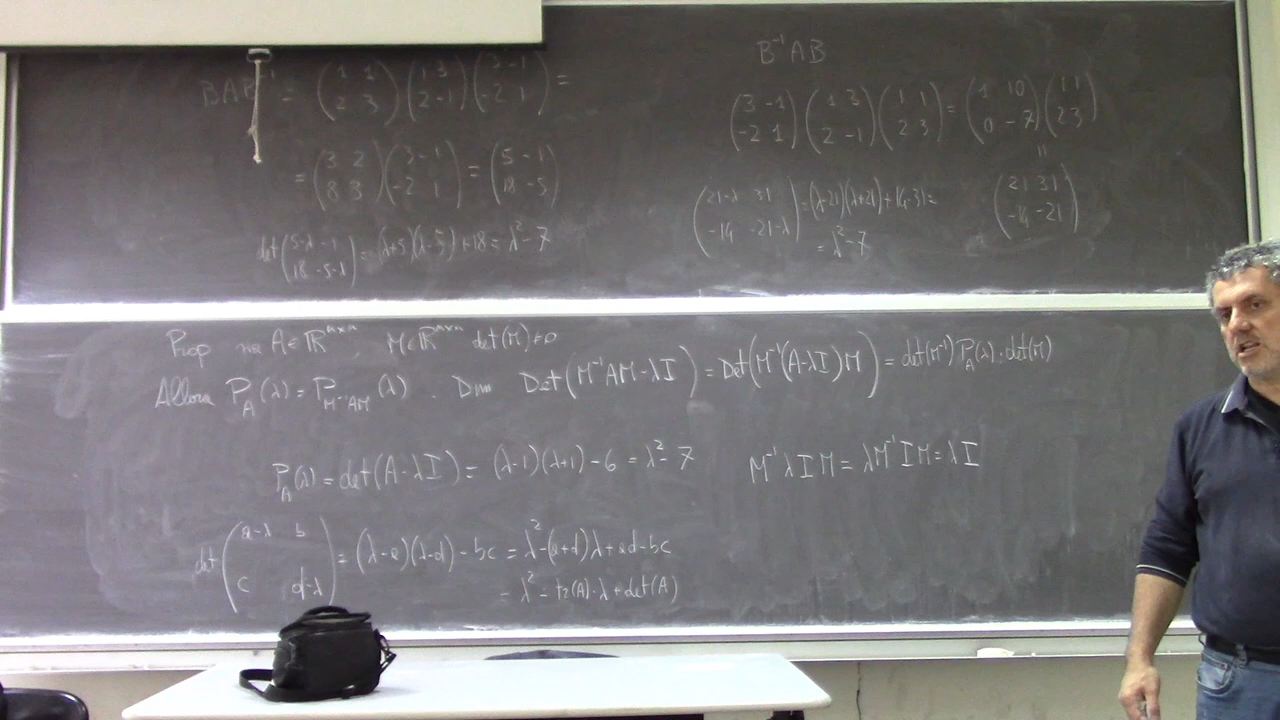 BAB⁻¹ = (1 1 / 2 3)(1 3 / 2 -1)(3 -1 / -2 1) =
= (3 2 / 8 3)(3 -1 / -2 1) = (5 -1 / 18 -5)
det(5-λ -1 / 18 -5-λ) = (λ+5)(λ-5)+18 = λ²-7
B⁻¹AB
(3 -1 / -2 1)(1 3 / 2 -1)(1 1 / 2 3) = (1 10 / 0 -7)(1 1 / 2 3)
=
(21 31 / -14 -21)
(21-λ 31 / -14 -21-λ) = (λ-21)(λ+21)+14·31 =
= λ²-7
Prop sia A∈ℝⁿˣⁿ, M∈ℝⁿˣⁿ det(M)≠0
Allora P_A(λ) = P_{M⁻¹AM}(λ). Dim Det(M⁻¹AM-λI) = Det(M⁻¹(A-λI)M) = det(M⁻¹)P_A(λ)·det(M)
P_A(λ) = det(A-λI) = (λ-1)(λ+1)-6 = λ²-7
M⁻¹λIM = λM⁻¹IM = λI
det(a-λ b / c d-λ) = (λ-a)(λ-d)-bc = λ²-(a+d)λ+ad-bc
= λ²-tr(A)·λ+det(A)